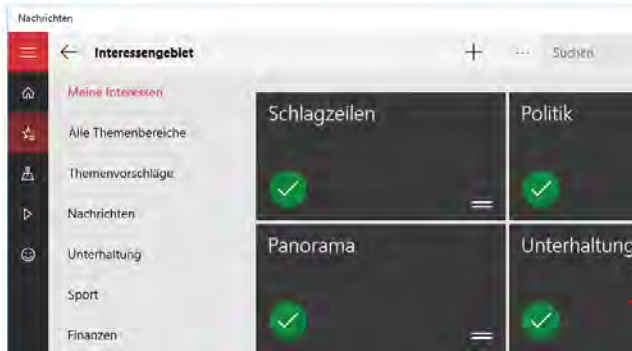 Nachrichten
Interessengebiet
Suchen
Meine Interessen
Alle Themenbereiche
Themenvorschläge
Nachrichten
Unterhaltung
Sport
Finanzen
Schlagzeilen
Politik
Panorama
Unterhaltung